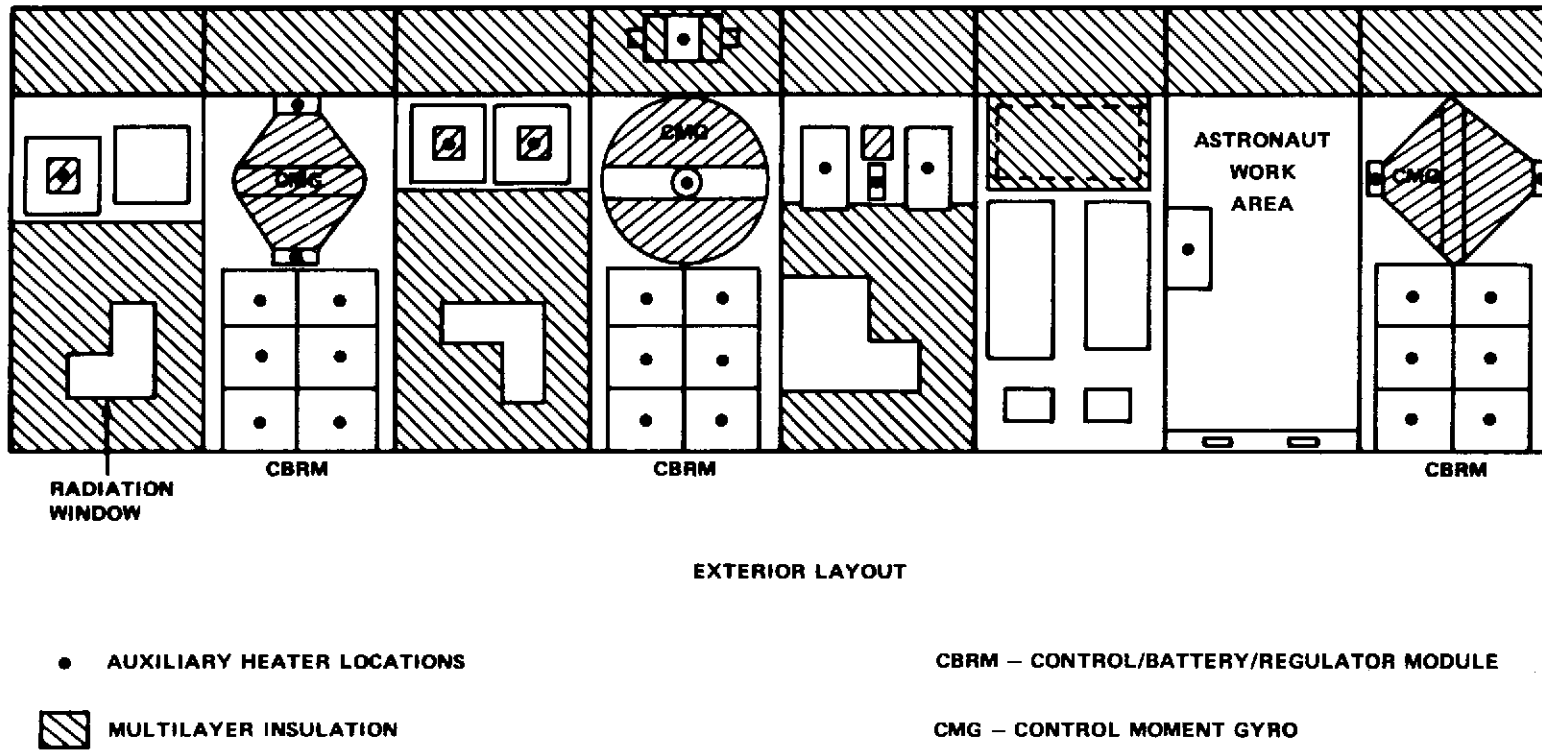 CMG
CMG
CMG
ASTRONAUT
WORK
AREA
CBRM
CBRM
CBRM
RADIATION
WINDOW
EXTERIOR LAYOUT
AUXILIARY HEATER LOCATIONS
CBRM – CONTROL/BATTERY/REGULATOR MODULE
MULTILAYER INSULATION
CMG – CONTROL MOMENT GYRO